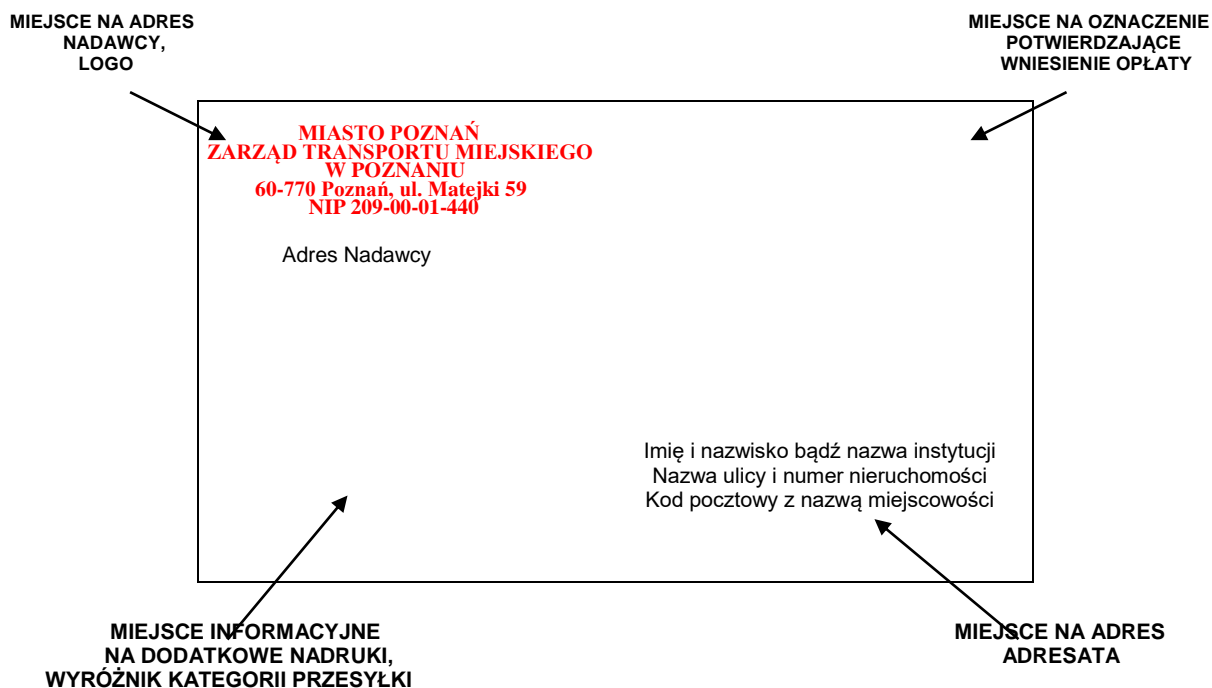 MIEJSCE NA ADRES
NADAWCY,
LOGO
MIEJSCE NA OZNACZENIE
POTWIERDZAJĄCE
WNIESIENIE OPŁATY
MIASTO POZNAŃ
ZARZĄD TRANSPORTU MIEJSKIEGO
W POZNANIU
60-770 Poznań, ul. Matejki 59
NIP 209-00-01-440
Adres Nadawcy
Imię i nazwisko bądź nazwa instytucji
Nazwa ulicy i numer nieruchomości
Kod pocztowy z nazwą miejscowości
MIEJSCE INFORMACYJNE
NA DODATKOWE NADRUKI,
WYRÓŻNIK KATEGORII PRZESYŁKI
MIEJSCE NA ADRES
ADRESATA